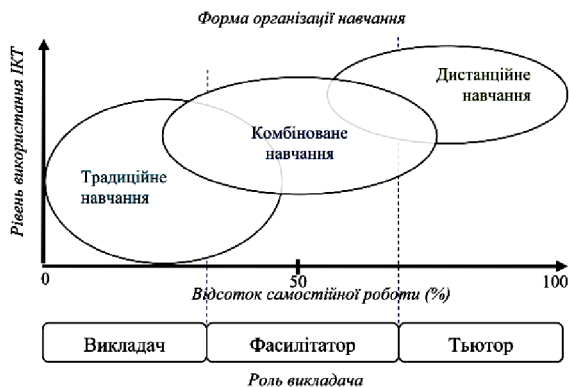 Форма організації навчання
Рівень використання ІКТ
Дистанційне
навчання
Комбіноване
навчання
Традиційне
навчання
0
50
100
Відсоток самостійної роботи (%)
Викладач
Фасилітатор
Тьютор
Роль викладача